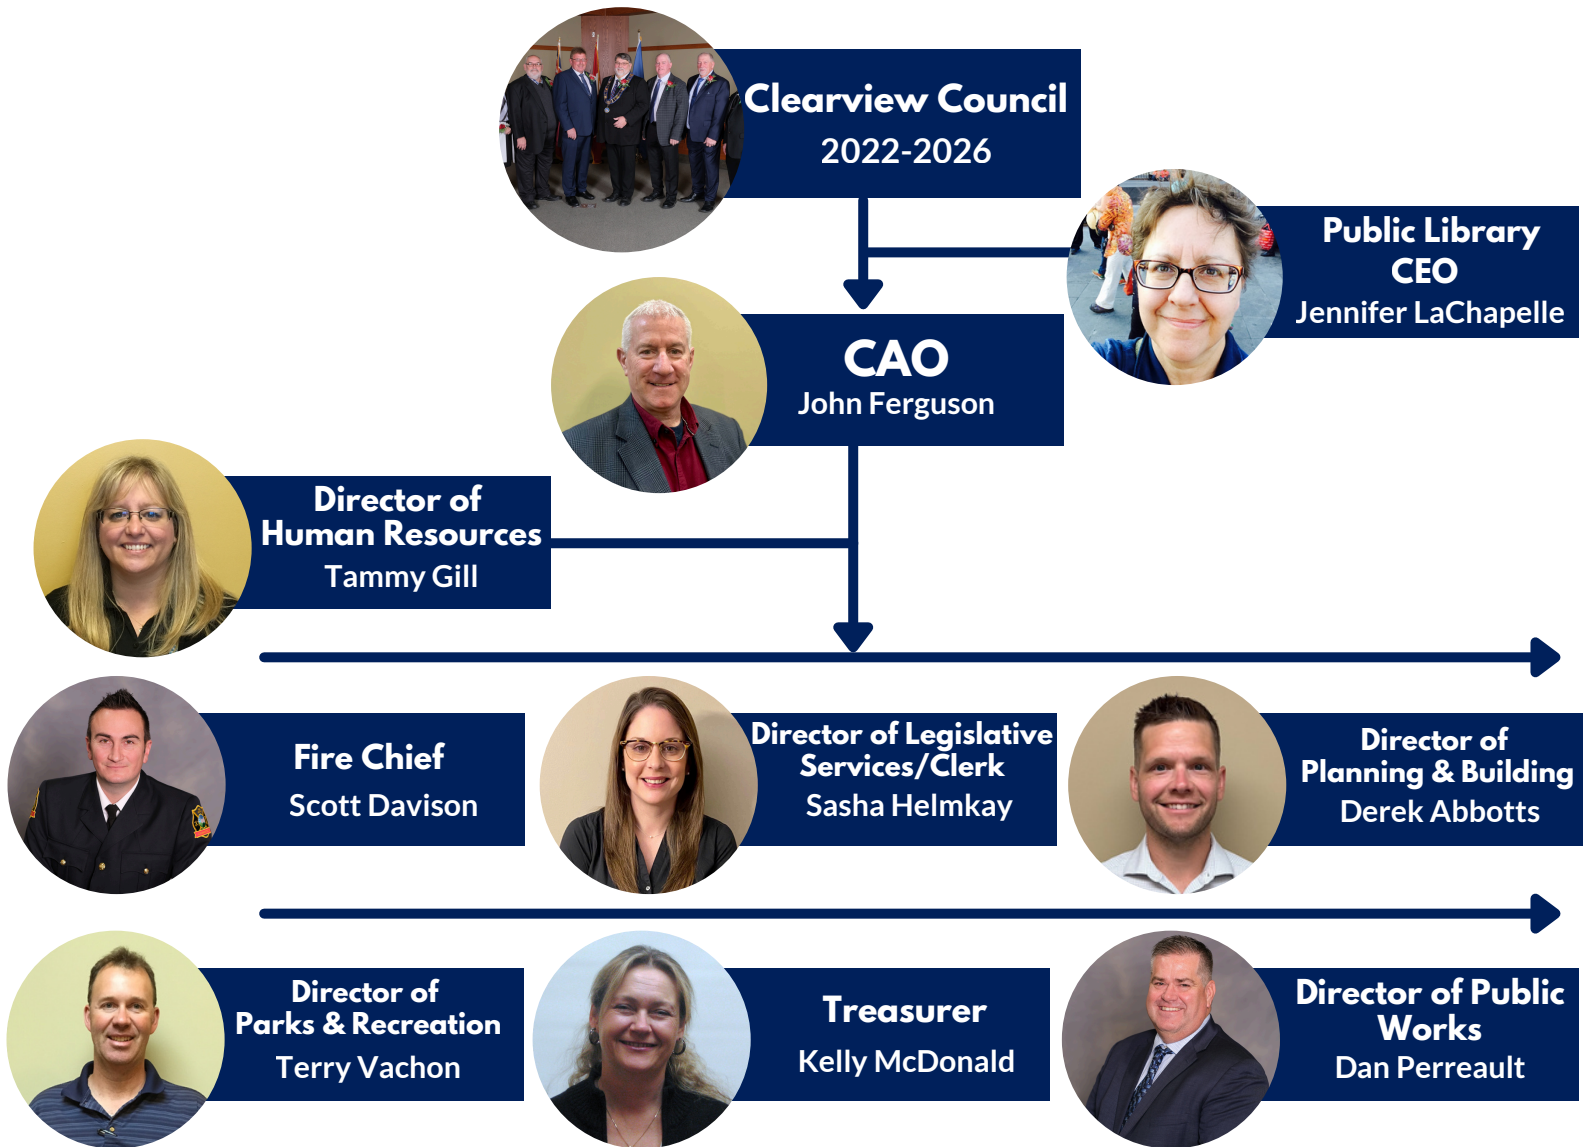 Clearview Council
2022-2026
Public Library
CEO
Jennifer LaChapelle
CAO
John Ferguson
Director of
Human Resources
Tammy Gill
Fire Chief
Scott Davison
Director of Legislative
Services/Clerk
Sasha Helmkay
Director of
Planning & Building
Derek Abbotts
Director of
Parks & Recreation
Terry Vachon
Treasurer
Kelly McDonald
Director of Public
Works
Dan Perreault